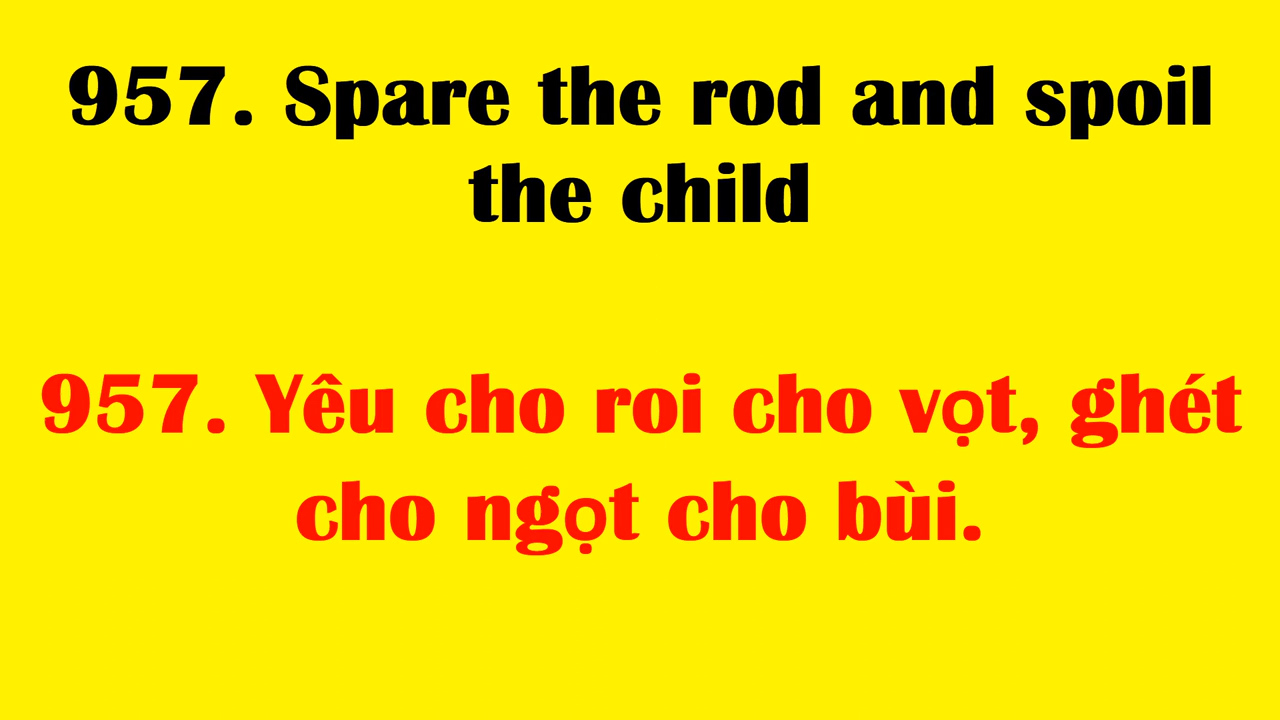 957. Spare the rod and spoil
the child
957. Yêu cho roi cho vọt, ghét
cho ngọt cho bùi.